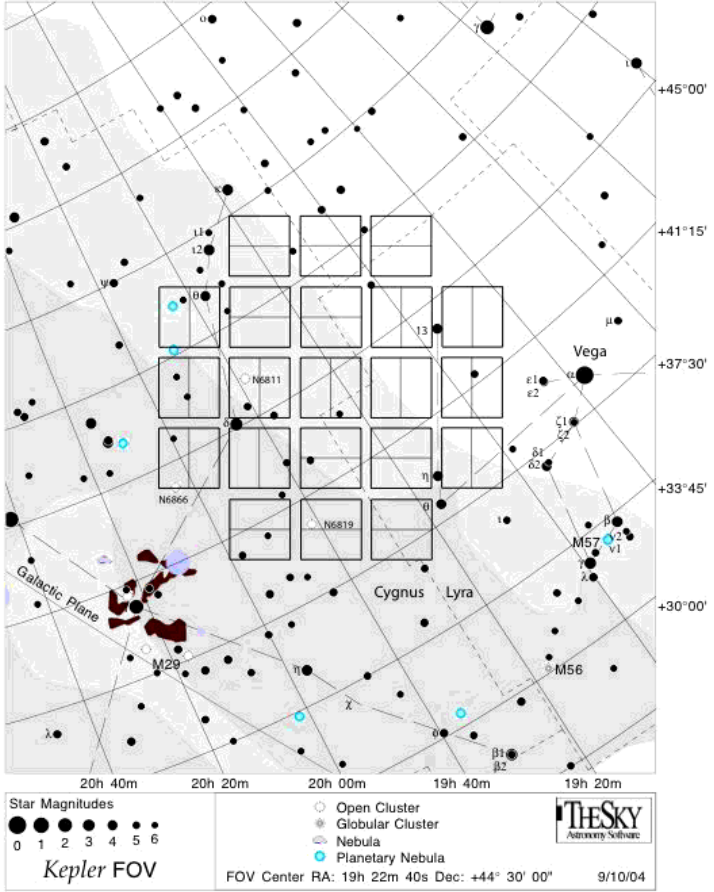 ο
γ
ι
+45°00'
κ
ι1
ι2
+41°15'
ψ
θ
13
μ
Vega
α
+37°30'
ε1
ε2
N6811
δ
ζ1
ζ2
δ1
δ2
η
+33°45'
N6866
θ
ι
N6819
β
ν2
ν1
M57
γ
λ
Galactic Plane
Cygnus
Lyra
+30°00'
M29
M56
η
χ
λ
φ
β1
β2
20h 40m
20h 20m
20h 00m
19h 40m
19h 20m
Star Magnitudes
0 1 2 3 4 5 6
Kepler FOV
Open Cluster
Globular Cluster
Nebula
Planetary Nebula
THESKY
Astronomy Software
FOV Center RA: 19h 22m 40s Dec: +44° 30' 00"
9/10/04